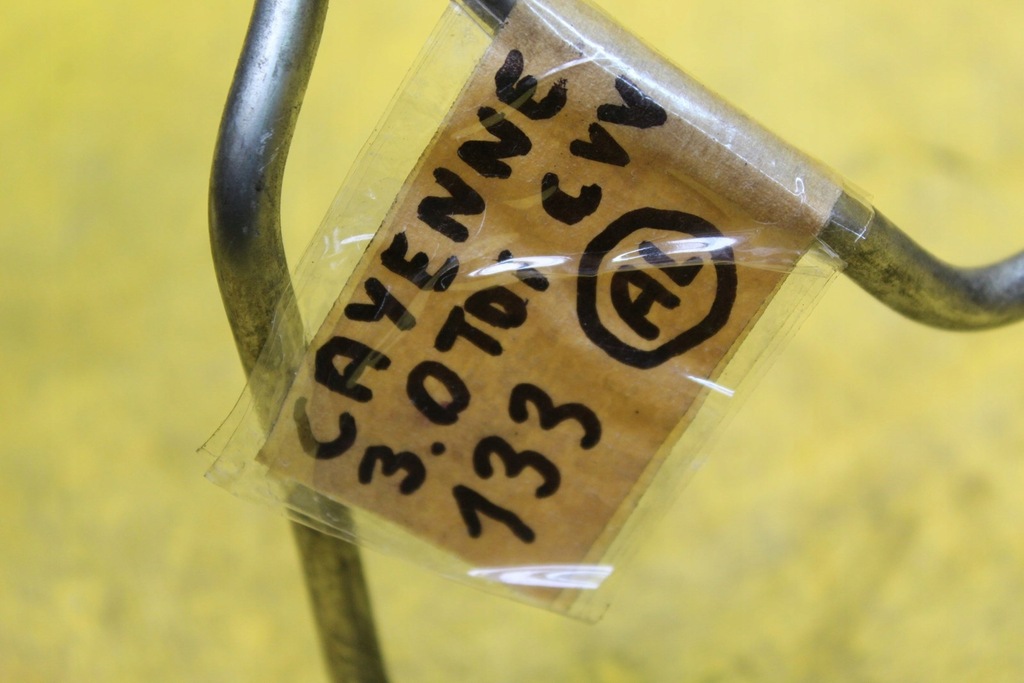 CAYENNE
3.0TDI CVV
133 AL